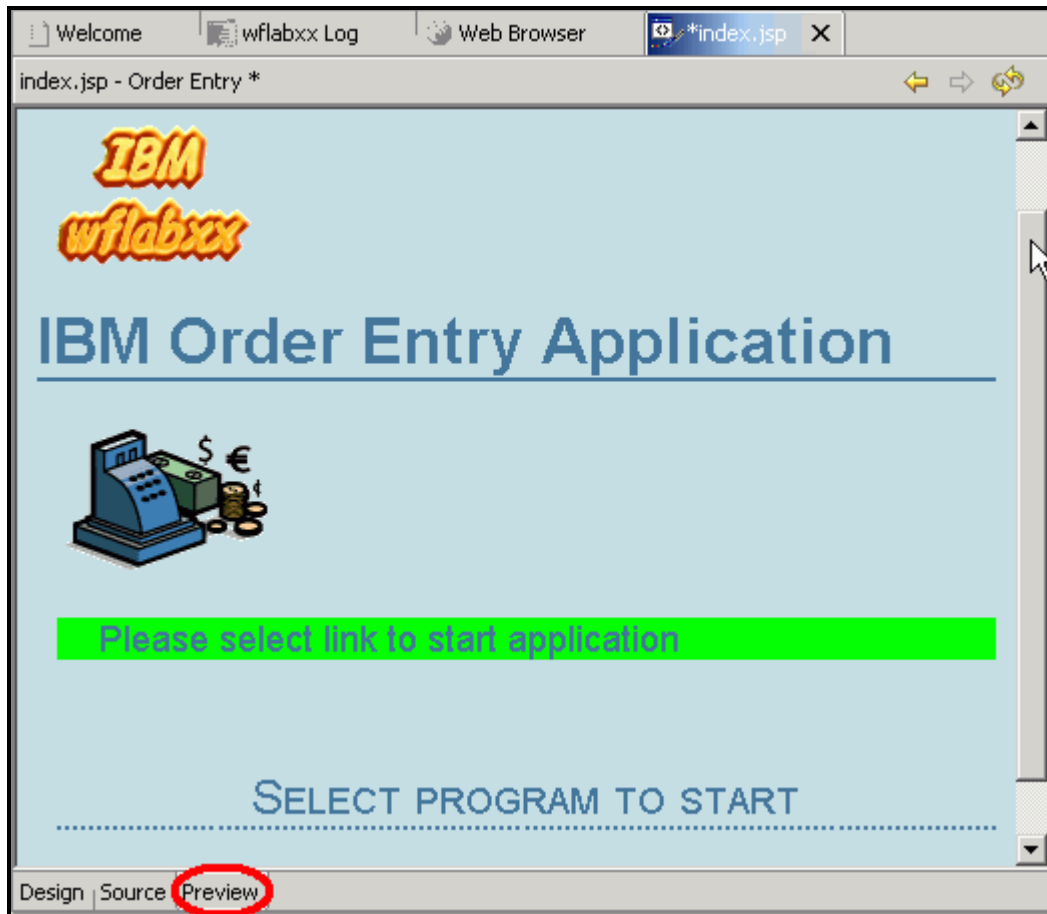 Welcome wflabxx Log Web Browser *index.jsp
index.jsp - Order Entry *
IBM
wflabxx
IBM Order Entry Application
$ €
¢
Please select link to start application
SELECT PROGRAM TO START
Design Source Preview